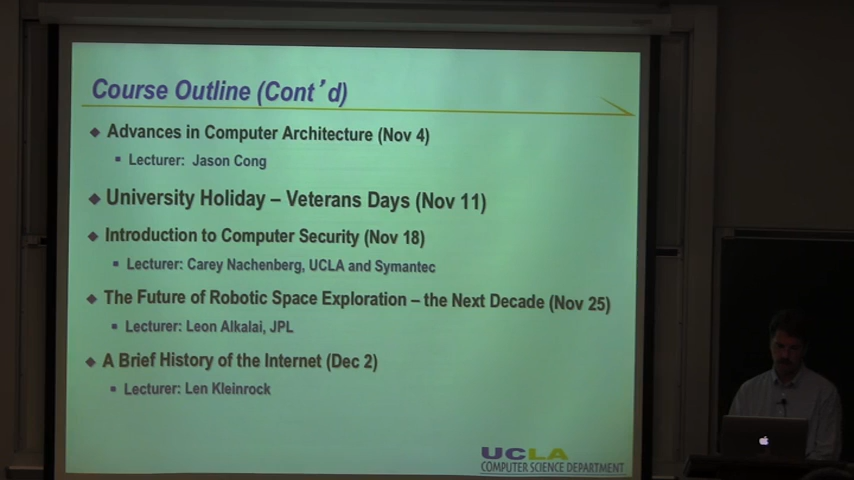 Course Outline (Cont'd)
Advances in Computer Architecture (Nov 4)
Lecturer: Jason Cong
University Holiday – Veterans Days (Nov 11)
Introduction to Computer Security (Nov 18)
Lecturer: Carey Nachenberg, UCLA and Symantec
The Future of Robotic Space Exploration – the Next Decade (Nov 25)
Lecturer: Leon Alkalai, JPL
A Brief History of the Internet (Dec 2)
Lecturer: Len Kleinrock
UCLA
COMPUTER SCIENCE DEPARTMENT